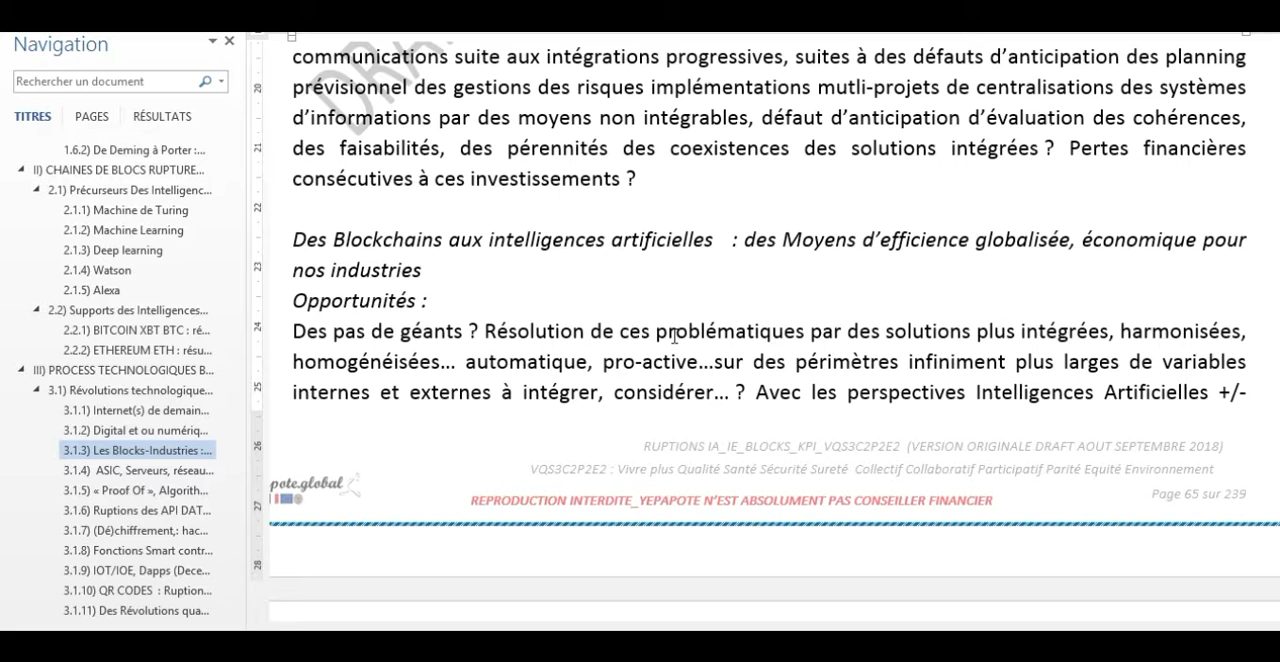 Navigation
Rechercher un document
TITRES PAGES RÉSULTATS
1.6.2) De Deming à Porter :...
II) CHAINES DE BLOCS RUPTURE...
2.1) Précurseurs Des Intelligenc...
2.1.1) Machine de Turing
2.1.2) Machine Learning
2.1.3) Deep learning
2.1.4) Watson
2.1.5) Alexa
2.2) Supports des Intelligences...
2.2.1) BITCOIN XBT BTC : ré...
2.2.2) ETHEREUM ETH : résu...
III) PROCESS TECHNOLOGIQUES B...
3.1) Révolutions technologique...
3.1.1) Internet(s) de demain...
3.1.2) Digital et ou numériq...
3.1.3) Les Blocks-Industries :...
3.1.4) ASIC, Serveurs, réseau...
3.1.5) « Proof Of », Algorith...
3.1.6) Ruptions des API DAT...
3.1.7) (Dé)chiffrement,: hac...
3.1.8) Fonctions Smart contr...
3.1.9) IOT/IOE, Dapps (Dece...
3.1.10) QR CODES : Ruption...
3.1.11) Des Révolutions qua...
20
21
22
23
24
25
26
27
28
communications suite aux intégrations progressives, suites à des défauts d’anticipation des planning
prévisionnel des gestions des risques implémentations mutli-projets de centralisations des systèmes
d’informations par des moyens non intégrables, défaut d’anticipation d’évaluation des cohérences,
des faisabilités, des pérennités des coexistences des solutions intégrées ? Pertes financières
consécutives à ces investissements ?
Des Blockchains aux intelligences artificielles : des Moyens d’efficience globalisée, économique pour
nos industries
Opportunités :
Des pas de géants ? Résolution de ces problématiques par des solutions plus intégrées, harmonisées,
homogénéisées... automatique, pro-active...sur des périmètres infiniment plus larges de variables
internes et externes à intégrer, considérer... ? Avec les perspectives Intelligences Artificielles +/-
RUPTIONS IA_IE_BLOCKS_KPI_VQS3C2P2E2 (VERSION ORIGINALE DRAFT AOUT SEPTEMBRE 2018)
VQS3C2P2E2 : Vivre plus Qualité Santé Sécurité Sureté Collectif Collaboratif Participatif Parité Equité Environnement
pote.global
REPRODUCTION INTERDITE_YEPAPOTE N’EST ABSOLUMENT PAS CONSEILLER FINANCIER
Page 65 sur 239